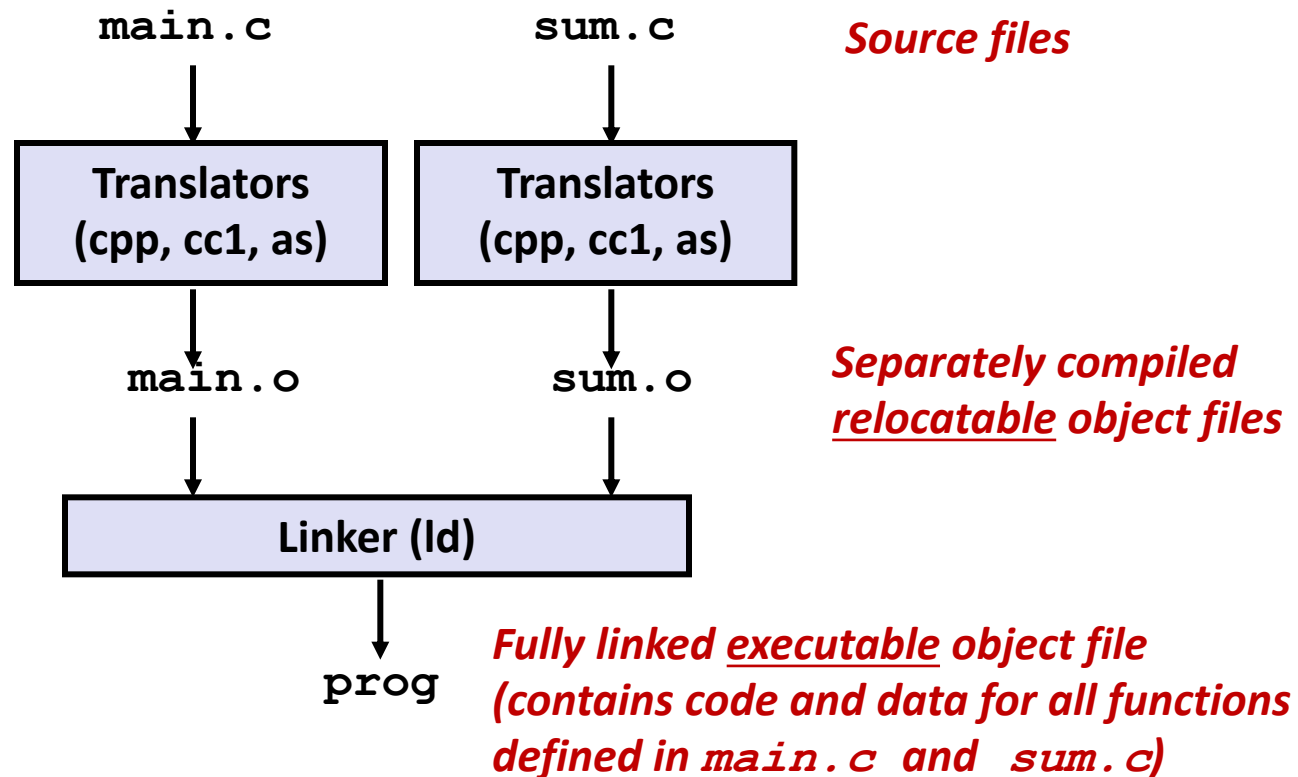 main.c
sum.c
Source files
Translators
(cpp, cc1, as)
Translators
(cpp, cc1, as)
main.o
sum.o
Separately compiled
relocatable object files
Linker (ld)
prog
Fully linked executable object file
(contains code and data for all functions
defined in main.c and sum.c)